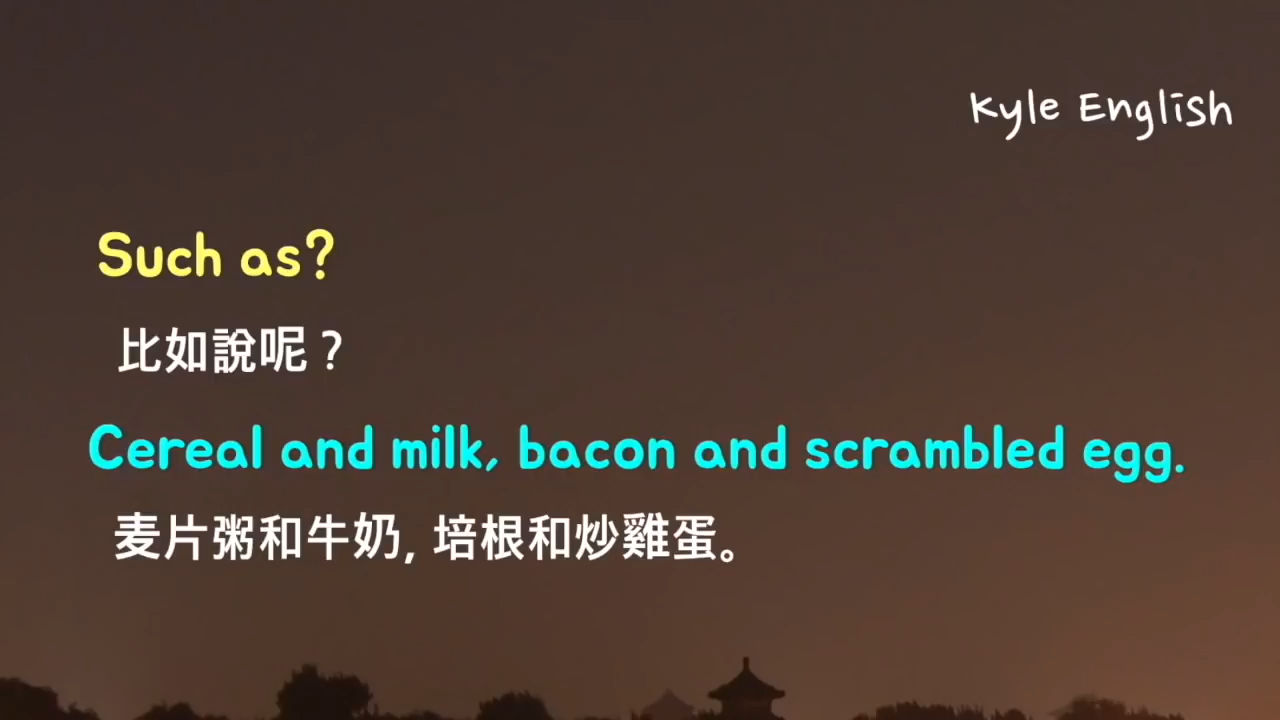 Kyle English
Such as?
比如說呢?
Cereal and milk, bacon and scrambled egg.
麦片粥和牛奶, 培根和炒雞蛋。